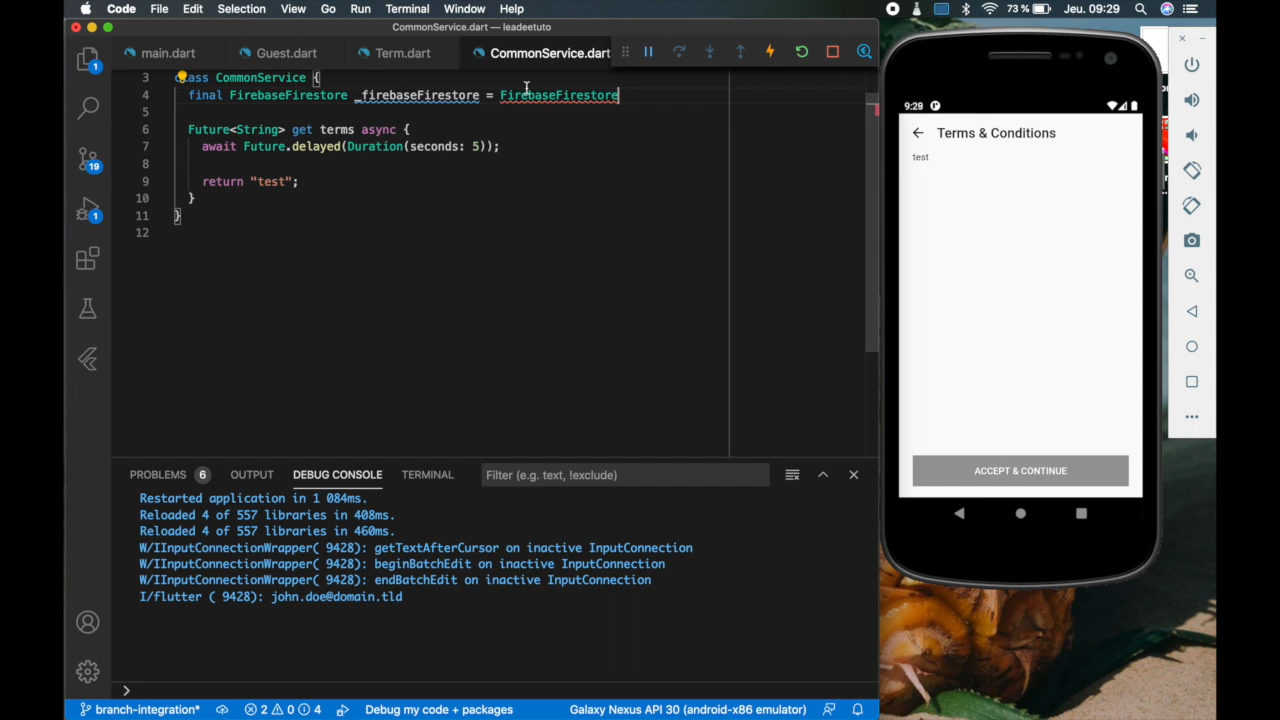 Code File Edit Selection View Go Run Terminal Window Help 73 % Jeu. 09:29
CommonService.dart — leadeetuto
main.dart Guest.dart Term.dart CommonService.dart
3 class CommonService {
4 final FirebaseFirestore _firebaseFirestore = FirebaseFirestore
5
6 Future<String> get terms async {
7 await Future.delayed(Duration(seconds: 5));
8
9 return "test";
10 }
11 }
12
1
19
1
PROBLEMS 6 OUTPUT DEBUG CONSOLE TERMINAL Filter (e.g. text, !exclude)
Restarted application in 1 084ms.
Reloaded 4 of 557 libraries in 408ms.
Reloaded 4 of 557 libraries in 460ms.
W/IInputConnectionWrapper( 9428): getTextAfterCursor on inactive InputConnection
W/IInputConnectionWrapper( 9428): beginBatchEdit on inactive InputConnection
W/IInputConnectionWrapper( 9428): endBatchEdit on inactive InputConnection
I/flutter ( 9428): john.doe@domain.tld
branch-integration* 2 0 4 Debug my code + packages Galaxy Nexus API 30 (android-x86 emulator)
9:28
Terms & Conditions
test
ACCEPT & CONTINUE